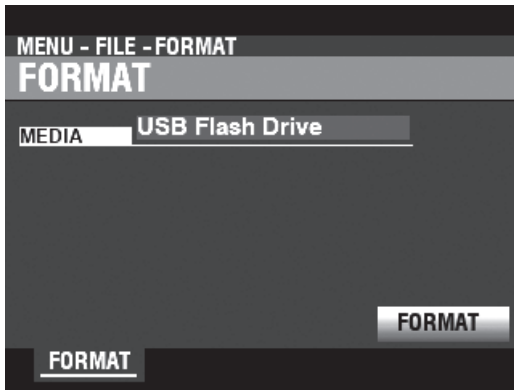 MENU - FILE -FORMAT
FORMAT
MEDIA USB Flash Drive
FORMAT
FORMAT